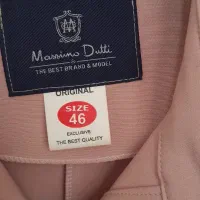 M
Massimo Dutti
THE BEST BRAND & MODEL
ORIGINAL
SIZE
46
EXCLUSIVE
THE BEST QUALITY